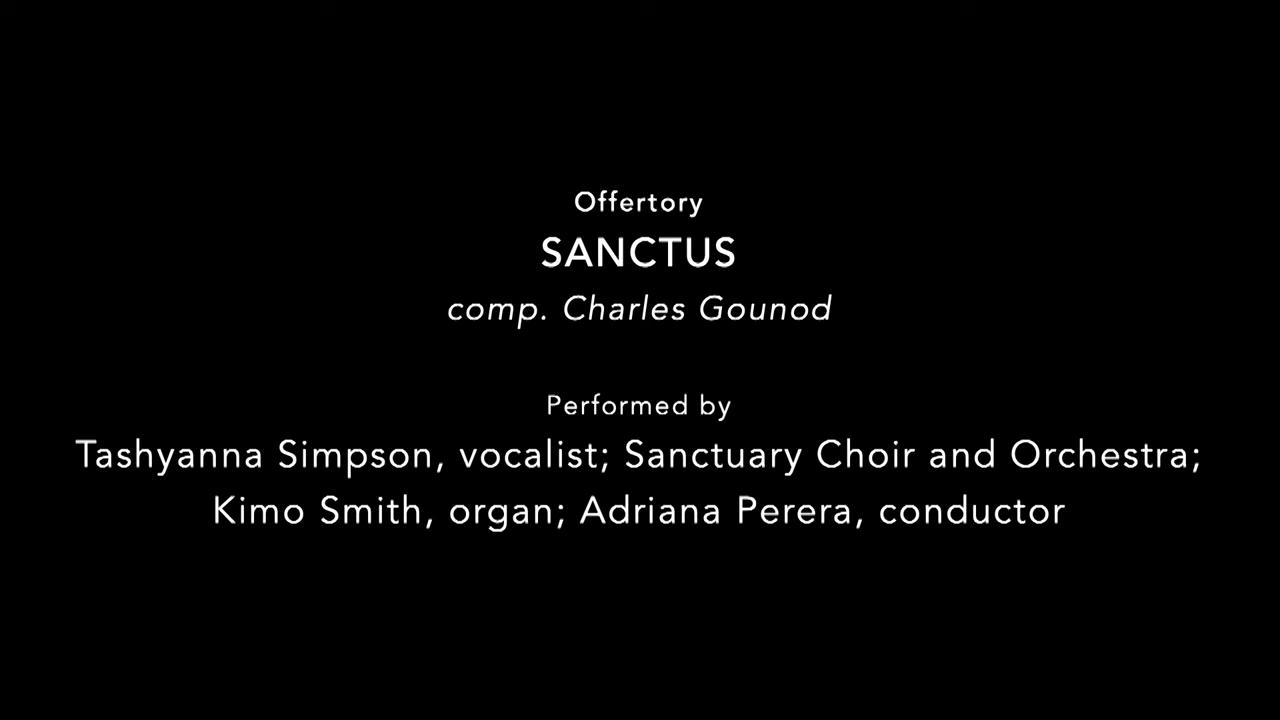 Offertory
SANCTUS
comp. Charles Gounod
Performed by
Tashyanna Simpson, vocalist; Sanctuary Choir and Orchestra;
Kimo Smith, organ; Adriana Perera, conductor